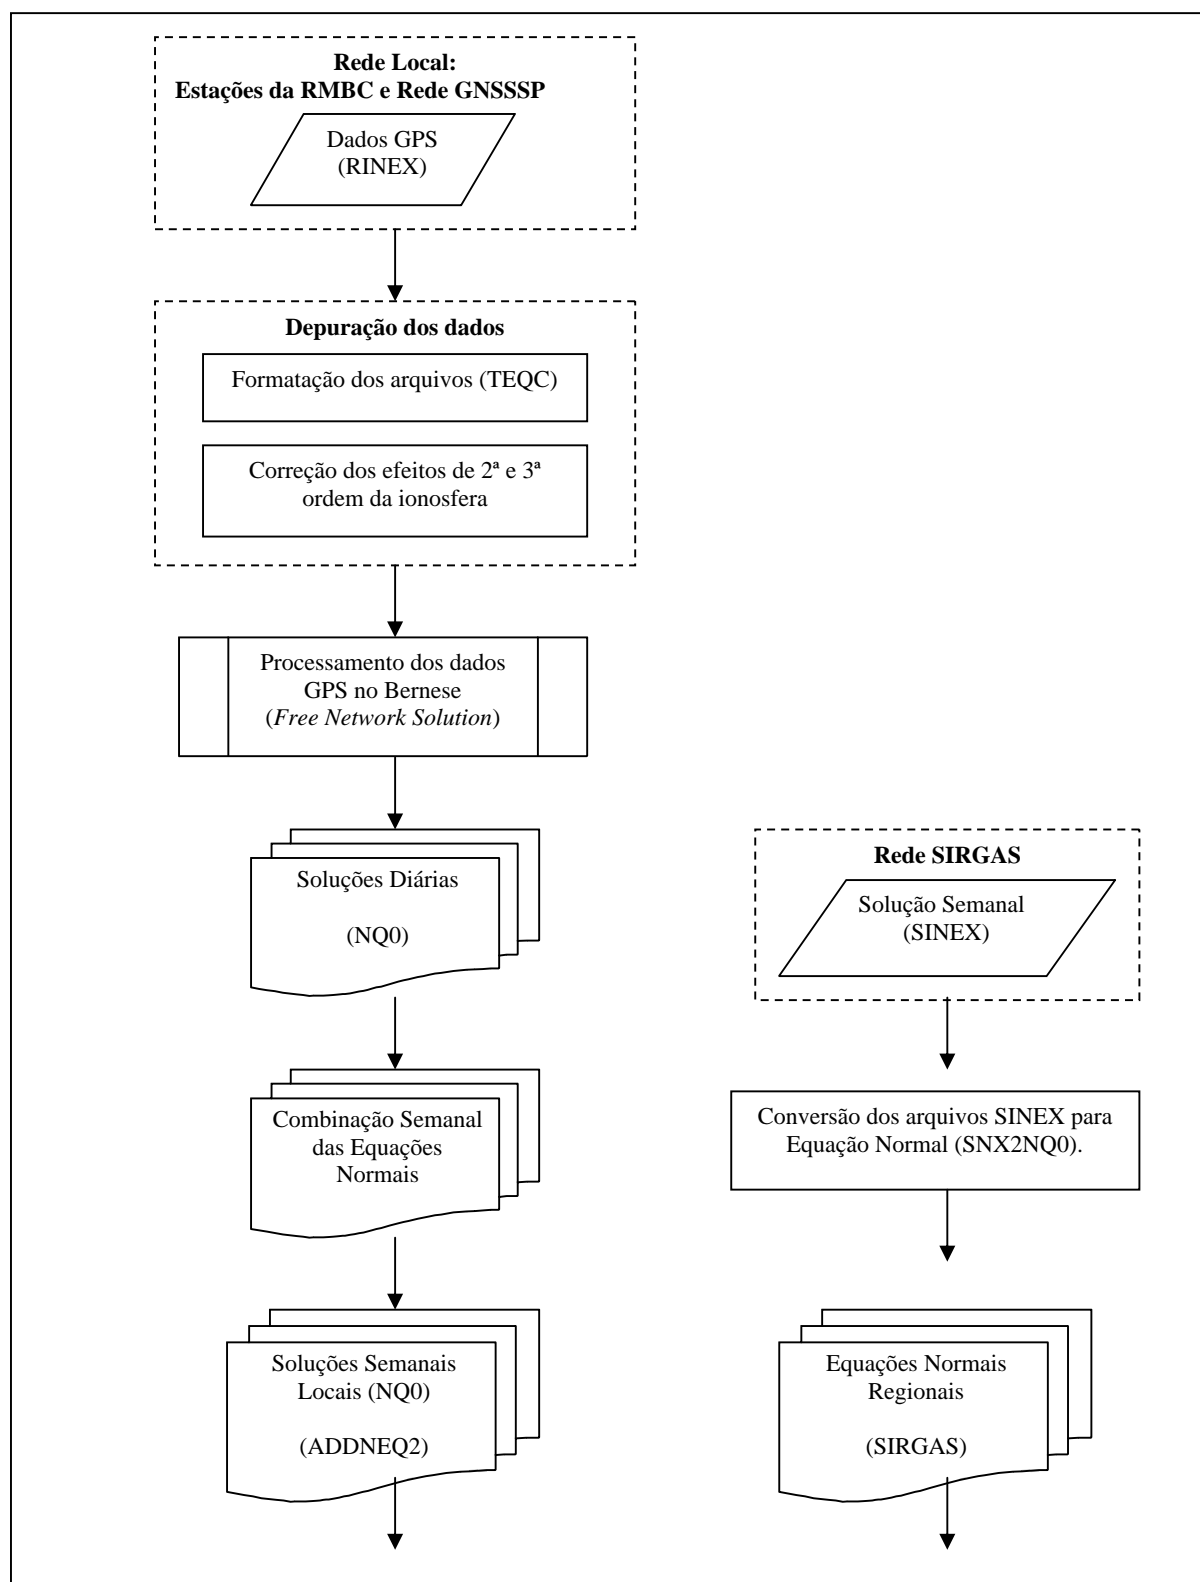 Rede Local:
Estações da RMBC e Rede GNSSSP
Dados GPS
(RINEX)
Depuração dos dados
Formatação dos arquivos (TEQC)
Correção dos efeitos de 2ª e 3ª
ordem da ionosfera
Processamento dos dados
GPS no Bernese
(Free Network Solution)
Soluções Diárias
(NQ0)
Combinação Semanal
das Equações
Normais
Soluções Semanais
Locais (NQ0)
(ADDNEQ2)
Rede SIRGAS
Solução Semanal
(SINEX)
Conversão dos arquivos SINEX para
Equação Normal (SNX2NQ0).
Equações Normais
Regionais
(SIRGAS)